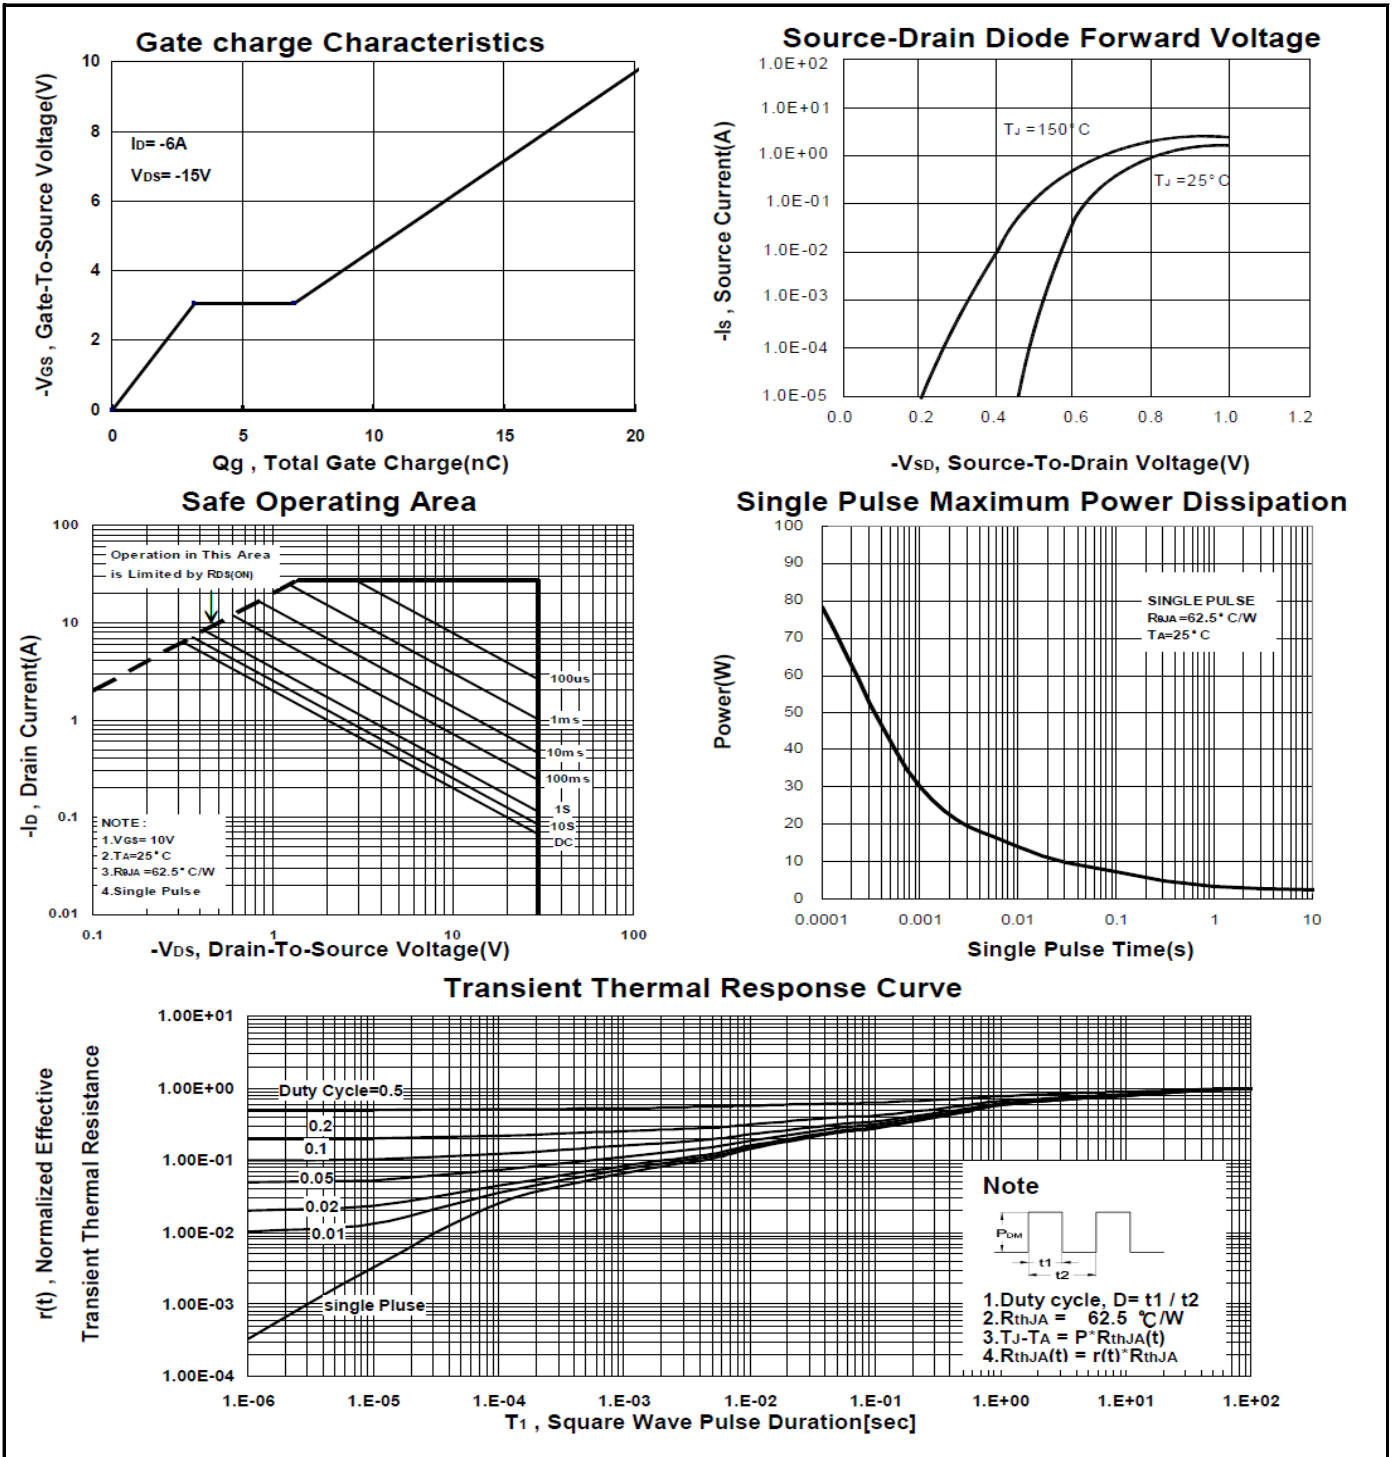 Gate charge Characteristics
-VGS , Gate-To-Source Voltage(V)
10
8
6
4
2
0
ID= -6A
VDS= -15V
0 5 10 15 20
Qg , Total Gate Charge(nC)
Source-Drain Diode Forward Voltage
-IS , Source Current(A)
1.0E+02
1.0E+01
1.0E+00
1.0E-01
1.0E-02
1.0E-03
1.0E-04
1.0E-05
TJ =150°C
TJ =25°C
0.0 0.2 0.4 0.6 0.8 1.0 1.2
-VSD, Source-To-Drain Voltage(V)
Safe Operating Area
-ID , Drain Current(A)
100
10
1
0.1
0.01
Operation in This Area
is Limited by RDS(ON)
100us
1ms
10ms
100ms
1S
10S
DC
NOTE :
1.VGS= 10V
2.TA=25°C
3.RθJA =62.5°C/W
4.Single Pulse
0.1 1 10 100
-VDS, Drain-To-Source Voltage(V)
Single Pulse Maximum Power Dissipation
Power(W)
100
90
80
70
60
50
40
30
20
10
0
SINGLE PULSE
RθJA=62.5°C/W
TA=25°C
0.0001 0.001 0.01 0.1 1 10
Single Pulse Time(s)
Transient Thermal Response Curve
r(t) , Normalized Effective
Transient Thermal Resistance
1.00E+01
1.00E+00
1.00E-01
1.00E-02
1.00E-03
1.00E-04
Duty Cycle=0.5
0.2
0.1
0.05
0.02
0.01
single Pluse
Note
PDM
t1
t2
1.Duty cycle, D= t1 / t2
2.RthJA = 62.5 ℃/W
3.TJ-TA = P*RthJA(t)
4.RthJA(t) = r(t)*RthJA
1.E-06 1.E-05 1.E-04 1.E-03 1.E-02 1.E-01 1.E+00 1.E+01 1.E+02
T1 , Square Wave Pulse Duration[sec]